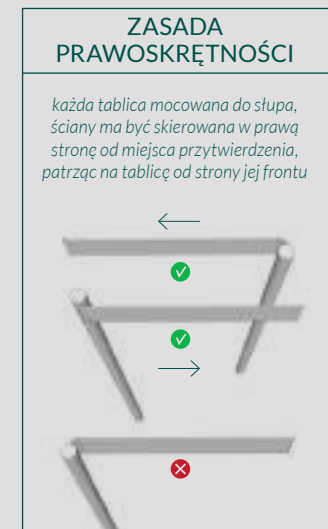 ZASADA
PRAWOSKRĘTNOŚCI
każda tablica mocowana do słupa,
ściany ma być skierowana w prawą
stronę od miejsca przytwierdzenia,
patrząc na tablicę od strony jej frontu